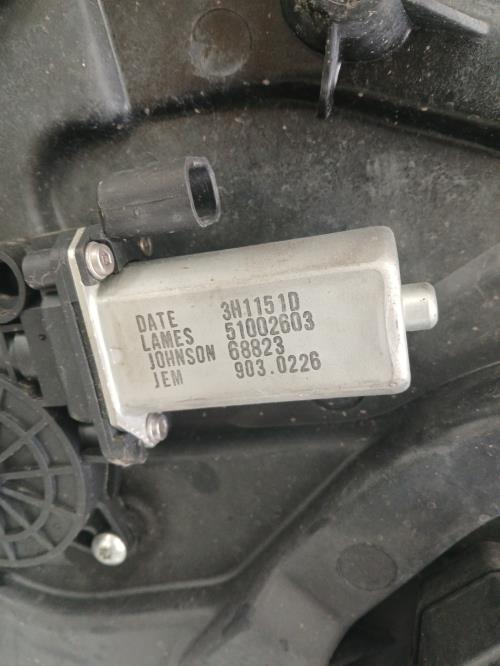 DATE 3H1151D
LAMES 51002603
JOHNSON 68823
JEM 903.0226